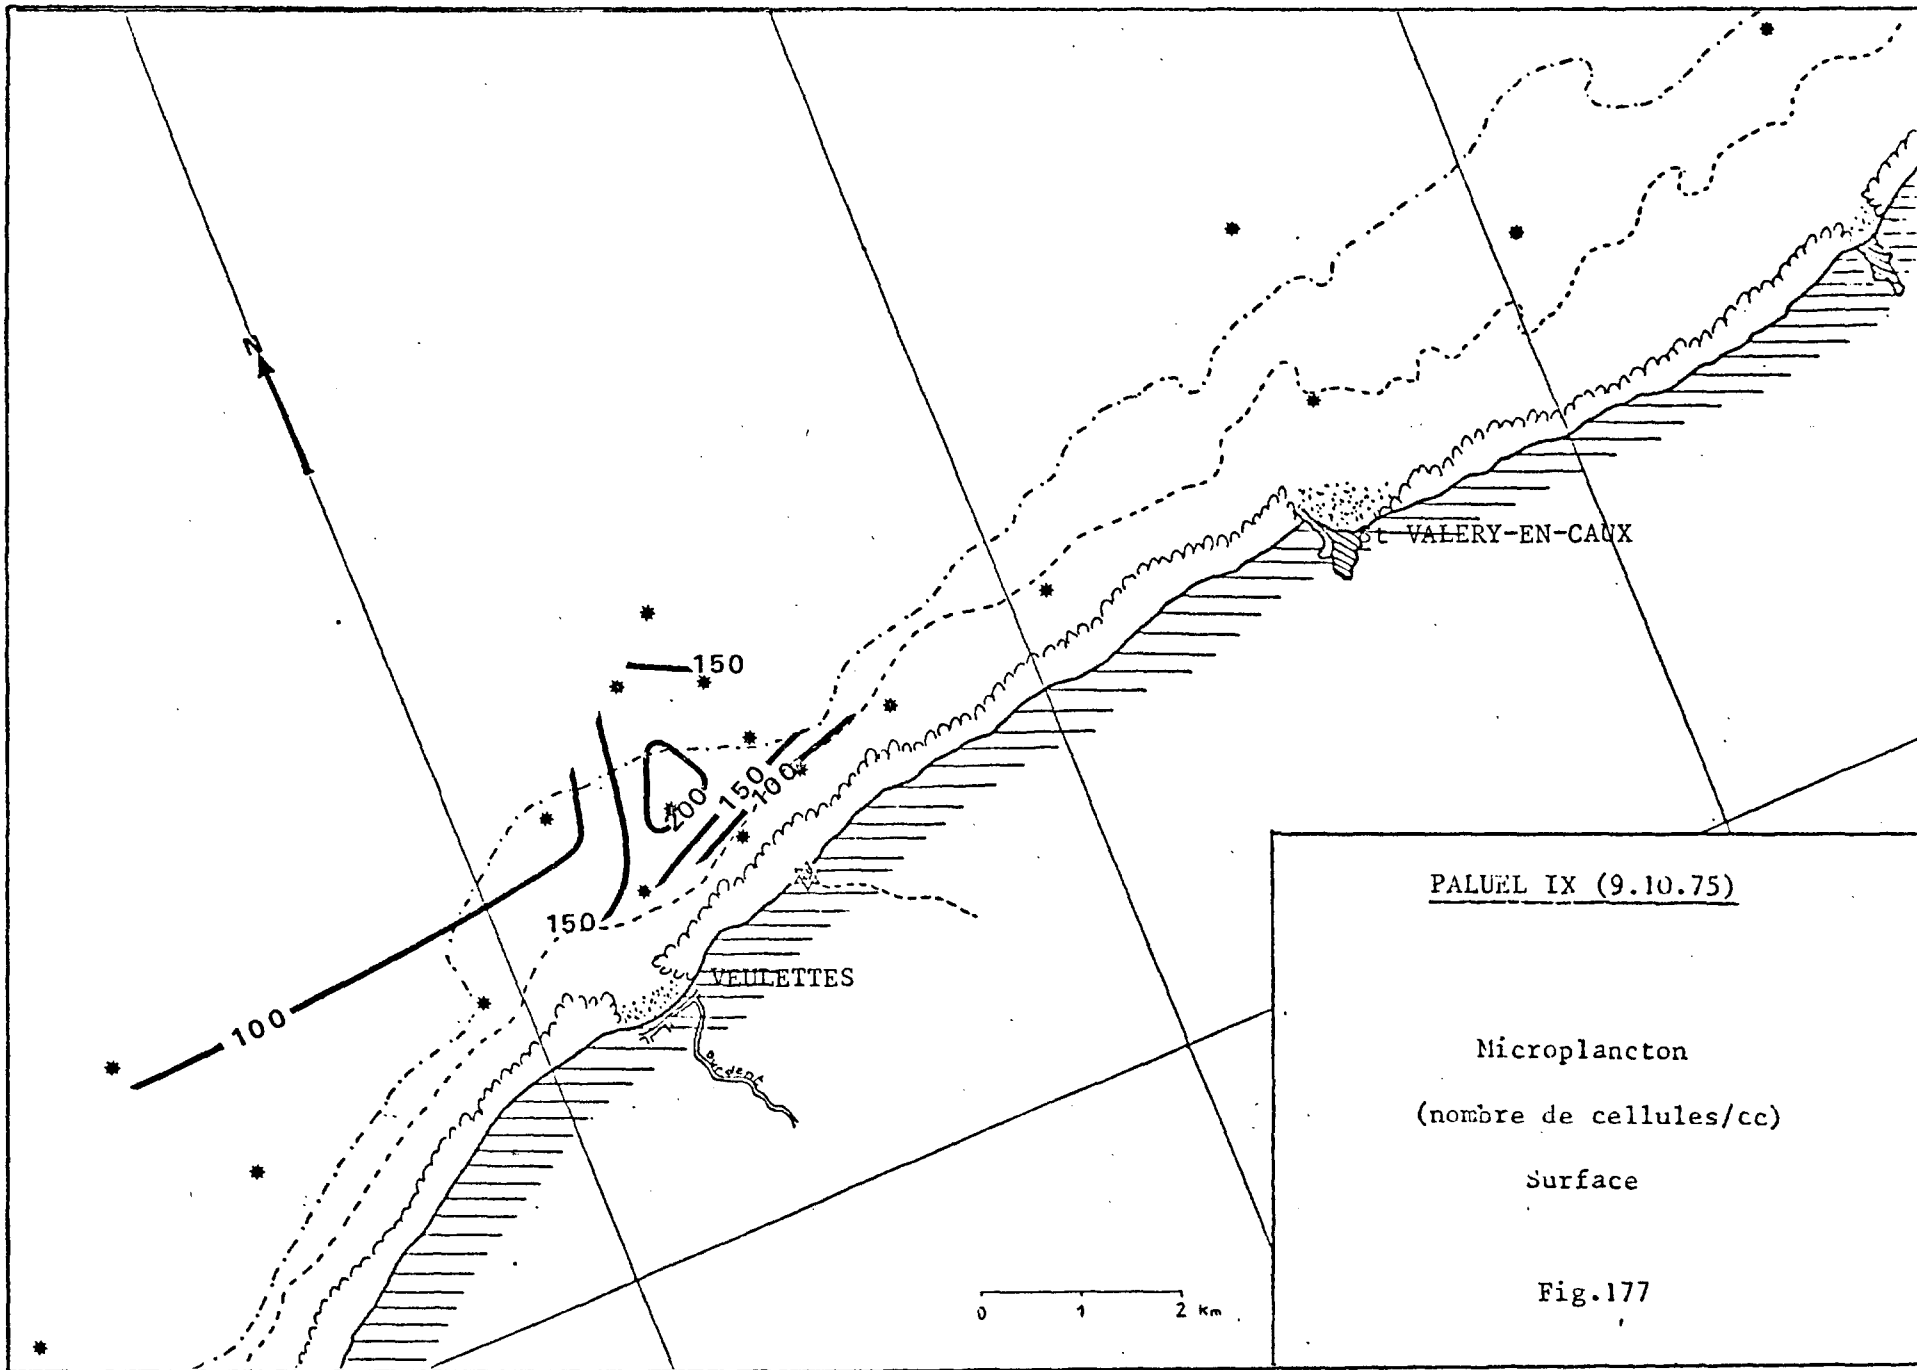 N
St VALERY-EN-CAUX
150
200
150
100
150
VEULETTES
100
Durdent
PALUEL IX (9.10.75)
Microplancton
(nombre de cellules/cc)
Surface
0 1 2 km
Fig.177